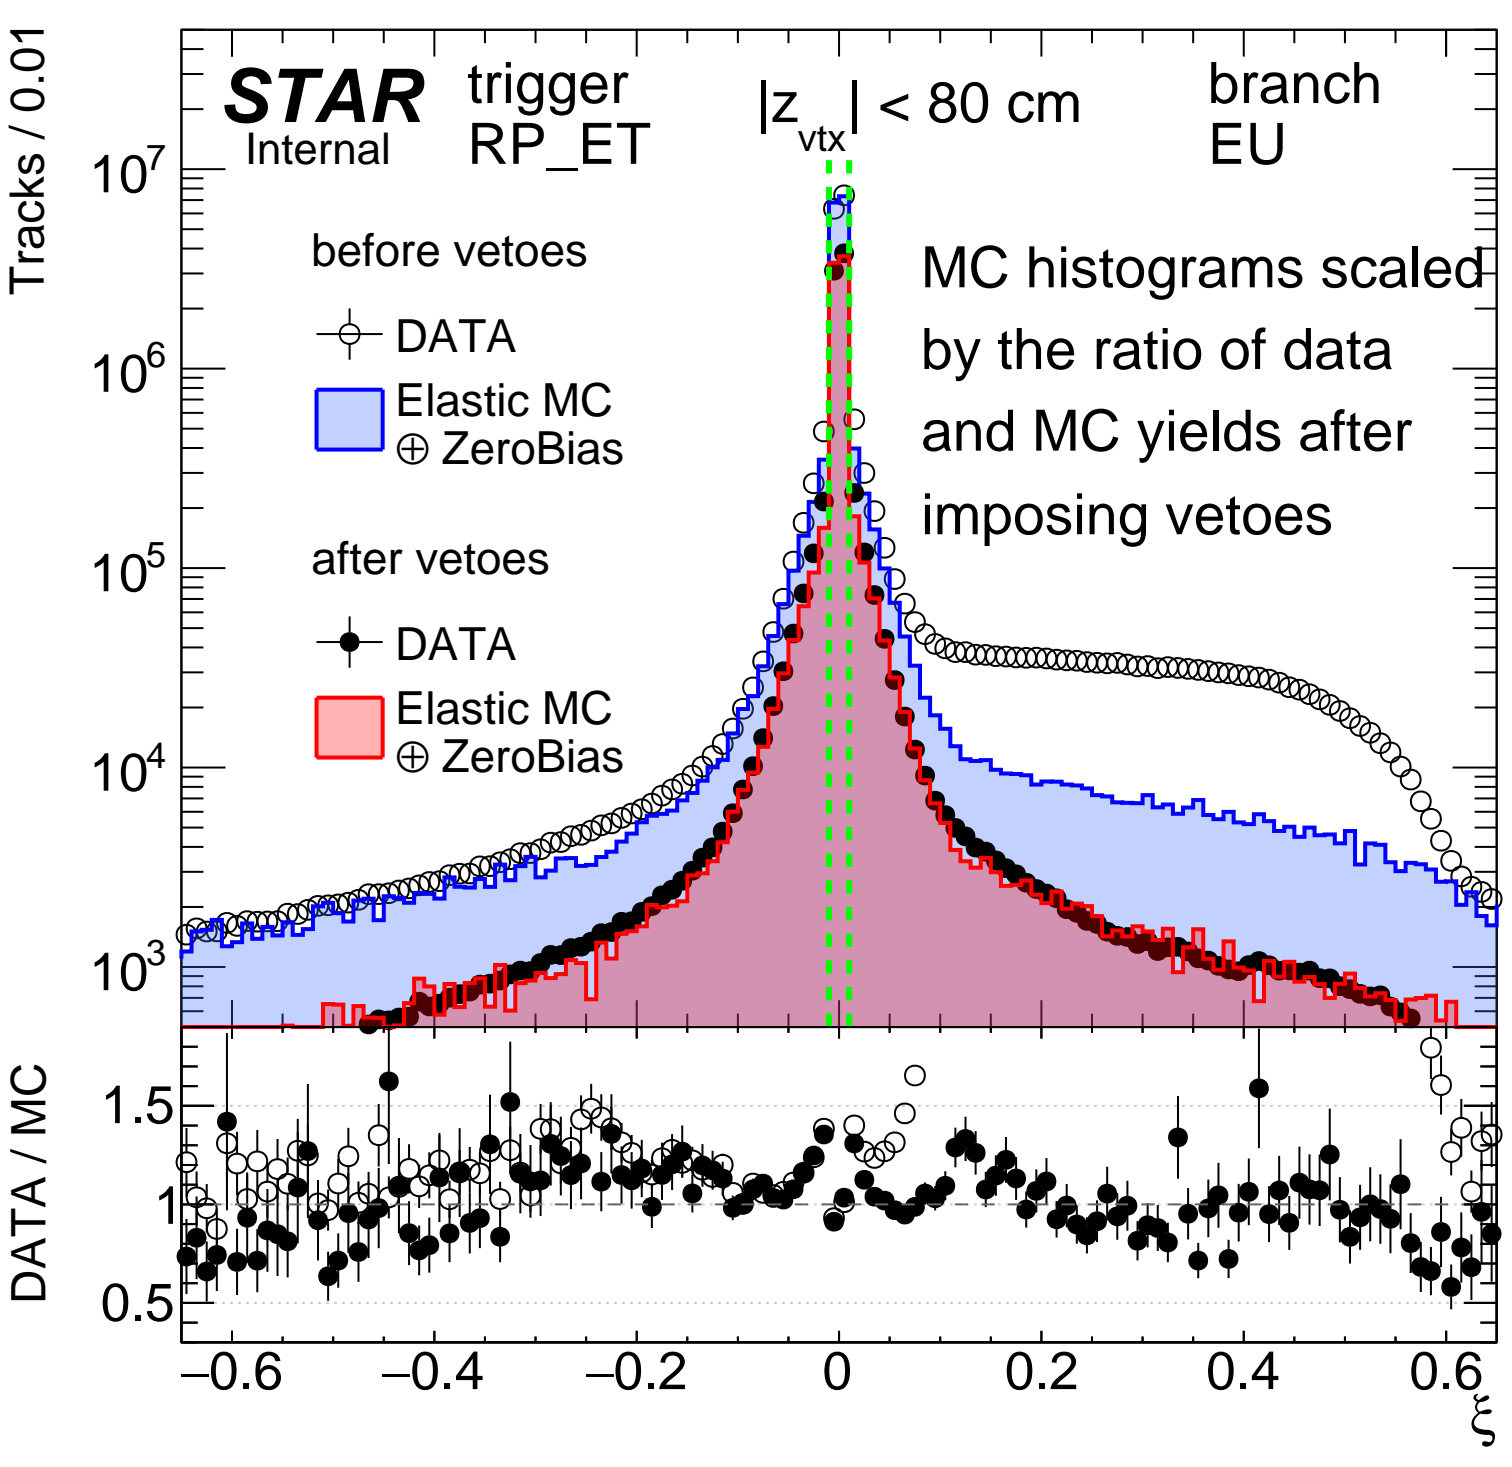 Tracks / 0.01
STAR
Internal
trigger
RP_ET
|z_vtx| < 80 cm
branch
EU
10^7
10^6
10^5
10^4
10^3
before vetoes
DATA
Elastic MC
⊕ ZeroBias
after vetoes
DATA
Elastic MC
⊕ ZeroBias
MC histograms scaled
by the ratio of data
and MC yields after
imposing vetoes
DATA / MC
1.5
1
0.5
−0.6 −0.4 −0.2 0 0.2 0.4 0.6
ξ